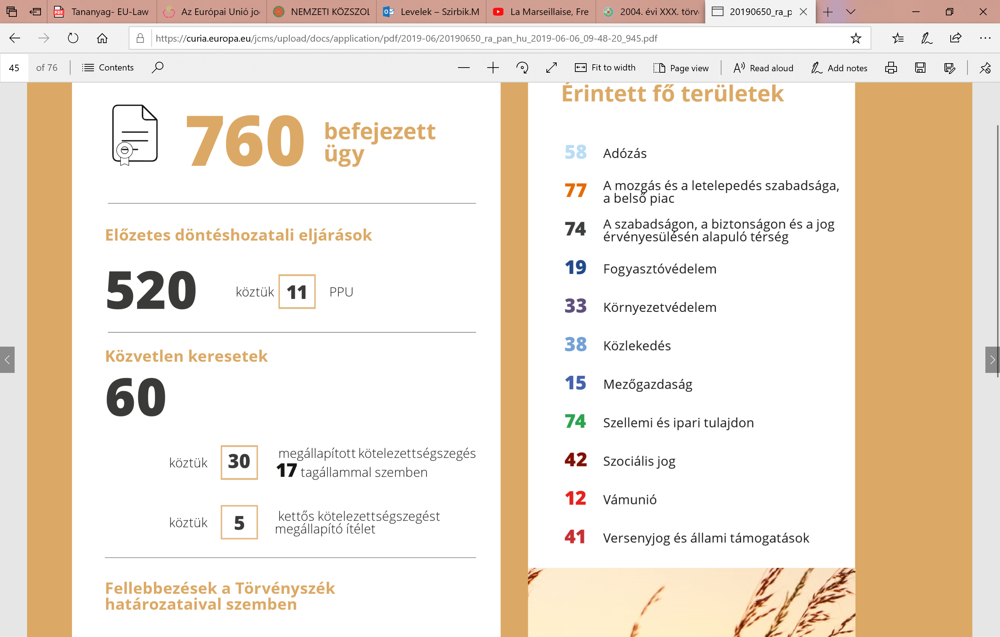 Tananyag- EU-Law
Az Európai Unió jo
NEMZETI KÖZSZOL
Levelek – Szirbik.M
La Marseillaise, Fre
2004. évi XXX. törv
20190650_ra_p
https://curia.europa.eu/jcms/upload/docs/application/pdf/2019-06/20190650_ra_pan_hu_2019-06-06_09-48-20_945.pdf
45 of 76
Contents
Fit to width
Page view
Read aloud
Add notes
760 befejezett
ügy
Előzetes döntéshozatali eljárások
520 köztük 11 PPU
Közvetlen keresetek
60
köztük 30 megállapított kötelezettségszegés
17 tagállammal szemben
köztük 5 kettős kötelezettségszegést
megállapító ítélet
Fellebbezések a Törvényszék
határozataival szemben
Érintett fő területek
58 Adózás
77 A mozgás és a letelepedés szabadsága,
a belső piac
74 A szabadságon, a biztonságon és a jog
érvényesülésén alapuló térség
19 Fogyasztóvédelem
33 Környezetvédelem
38 Közlekedés
15 Mezőgazdaság
74 Szellemi és ipari tulajdon
42 Szociális jog
12 Vámunió
41 Versenyjog és állami támogatások